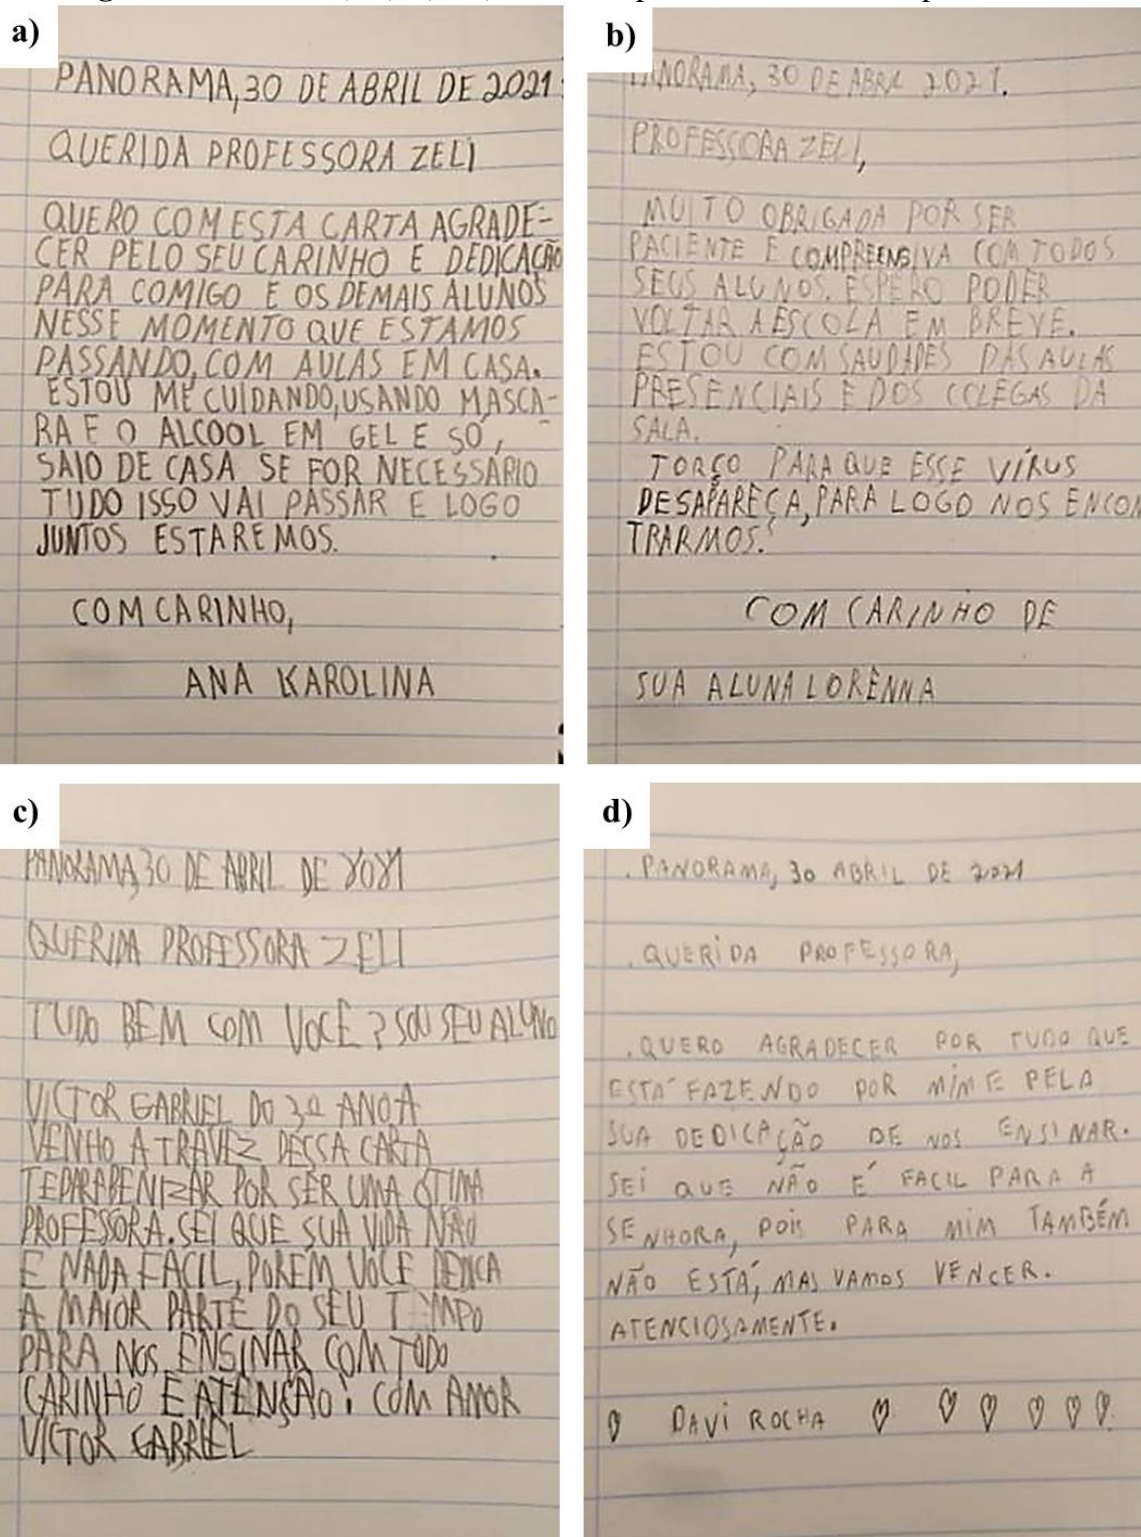 a)
PANORAMA, 30 DE ABRIL DE 2021.
QUERIDA PROFESSORA ZELI
QUERO COM ESTA CARTA AGRADE-
CER PELO SEU CARINHO E DEDICAÇÃO
PARA COMIGO E OS DEMAIS ALUNOS
NESSE MOMENTO QUE ESTAMOS
PASSANDO, COM AULAS EM CASA.
ESTOU ME CUIDANDO, USANDO MASCA-
RA E O ALCOOL EM GEL E SÓ,
SAIO DE CASA SE FOR NECESSÁRIO
TUDO ISSO VAI PASSAR E LOGO
JUNTOS ESTAREMOS.
COM CARINHO,
ANA KAROLINA
b)
PANORAMA, 30 DE ABRIL 2021.
PROFESSORA ZELI,
MUITO OBRIGADA POR SER
PACIENTE E COMPREENSIVA COM TODOS
SEUS ALUNOS. ESPERO PODER
VOLTAR A ESCOLA EM BREVE.
ESTOU COM SAUDADES DAS AULAS
PRESENCIAIS E DOS COLEGAS DA
SALA.
TORÇO PARA QUE ESSE VÍRUS
DESAPAREÇA, PARA LOGO NOS ENCON
TRARMOS.
COM CARINHO DE
SUA ALUNA LORÊNNA
c)
PANORAMA, 30 DE ABRIL DE 2021
QUERIDA PROFESSORA ZELI
TUDO BEM COM VOCÊ? SOU SEU ALUNO
VICTOR GABRIEL DO 3º ANO A
VENHO ATRAVEZ DESSA CARTA
TE PARABENIZAR POR SER UMA ÓTIMA
PROFESSORA. SEI QUE SUA VIDA NÃO
E NADA FÁCIL, PORÉM VOCÊ DEDICA
A MAIOR PARTE DO SEU TEMPO
PARA NOS ENSINAR COM TODO
CARINHO E ATENÇÃO! COM AMOR
VICTOR GABRIEL
d)
. PANORAMA, 30 ABRIL DE 2021
. QUERIDA PROFESSORA,
. QUERO AGRADECER POR TUDO QUE
ESTÁ FAZENDO POR MIM E PELA
SUA DEDICAÇÃO DE NOS ENSINAR.
SEI QUE NÃO É FACIL PARA A
SENHORA, POIS PARA MIM TAMBÉM
NÃO ESTÁ, MAS VAMOS VENCER.
ATENCIOSAMENTE.
DAVI ROCHA